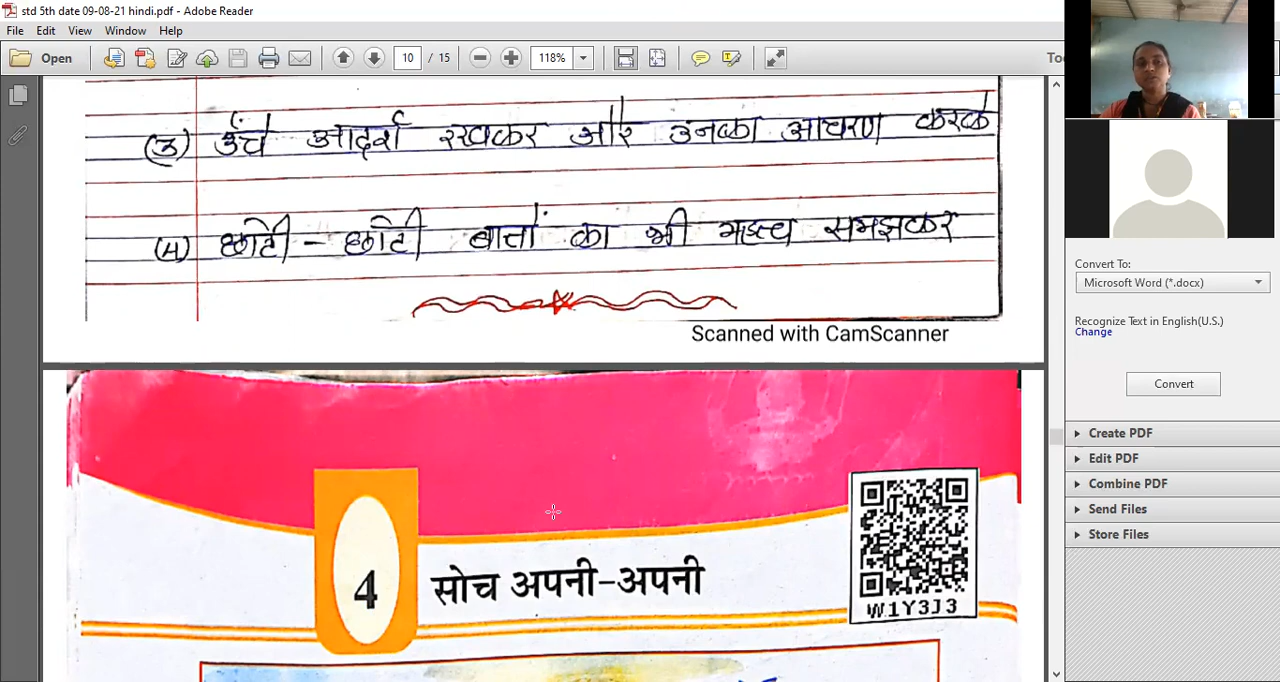 std 5th date 09-08-21 hindi.pdf - Adobe Reader
File Edit View Window Help
Open
10 / 15
118%
(3) ऊँचे आदर्श रखकर और उनका आचरण करके
(4) छोटी - छोटी बातों का भी महत्व समझकर
Scanned with CamScanner
4 सोच अपनी-अपनी
W1Y3J3
Convert To:
Microsoft Word (*.docx)
Recognize Text in English(U.S.)
Change
Convert
Create PDF
Edit PDF
Combine PDF
Send Files
Store Files